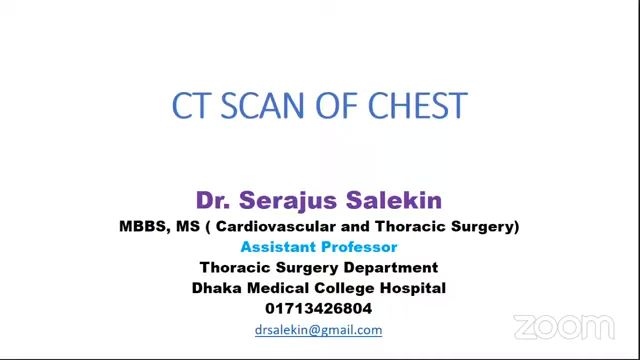 CT SCAN OF CHEST
Dr. Serajus Salekin
MBBS, MS ( Cardiovascular and Thoracic Surgery)
Assistant Professor
Thoracic Surgery Department
Dhaka Medical College Hospital
01713426804
drsalekin@gmail.com
zoom